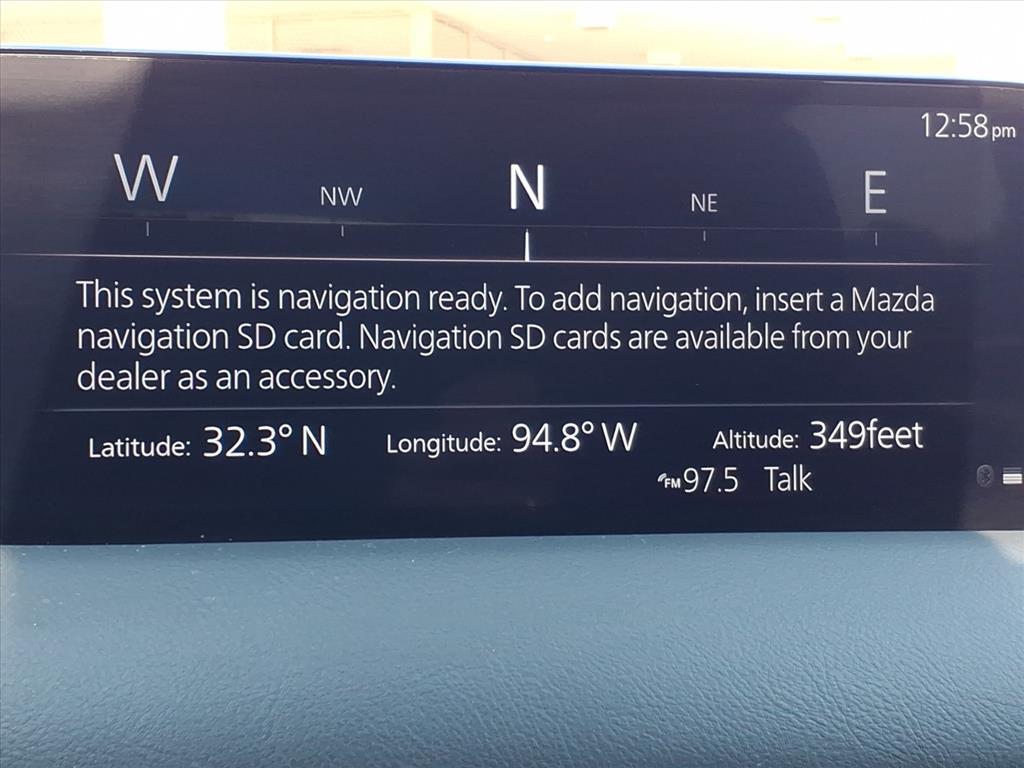 12:58pm
W NW N NE E
This system is navigation ready. To add navigation, insert a Mazda
navigation SD card. Navigation SD cards are available from your
dealer as an accessory.
Latitude: 32.3° N Longitude: 94.8° W Altitude: 349feet
FM 97.5 Talk